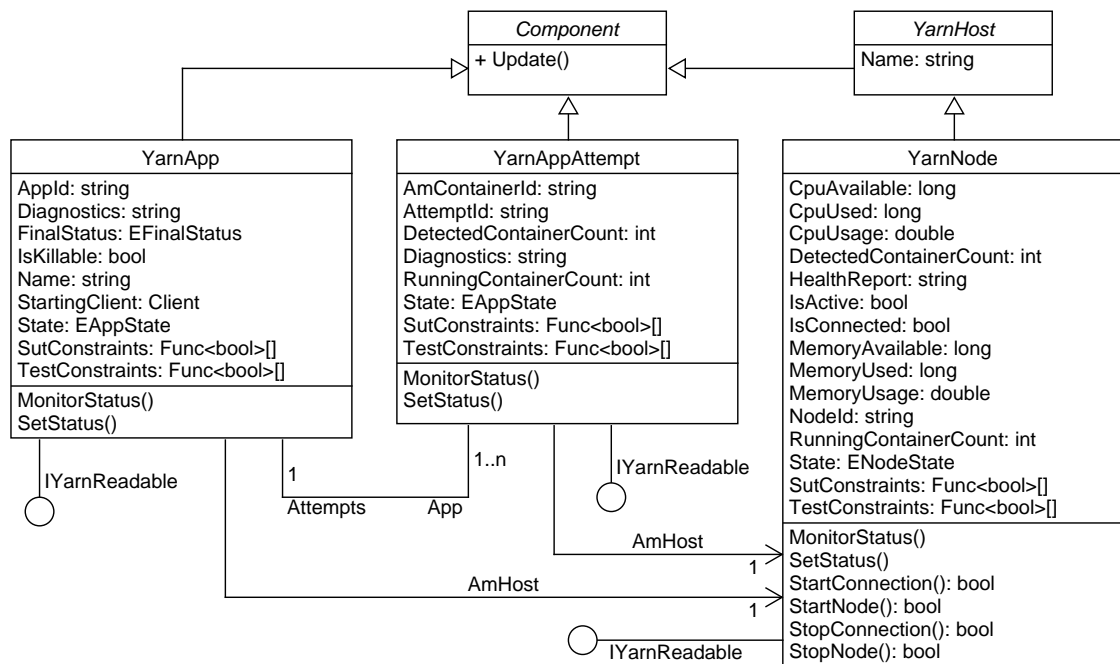 Component
+ Update()
YarnHost
Name: string
YarnApp
AppId: string
Diagnostics: string
FinalStatus: EFinalStatus
IsKillable: bool
Name: string
StartingClient: Client
State: EAppState
SutConstraints: Func<bool>[]
TestConstraints: Func<bool>[]
MonitorStatus()
SetStatus()
YarnAppAttempt
AmContainerId: string
AttemptId: string
DetectedContainerCount: int
Diagnostics: string
RunningContainerCount: int
State: EAppState
SutConstraints: Func<bool>[]
TestConstraints: Func<bool>[]
MonitorStatus()
SetStatus()
YarnNode
CpuAvailable: long
CpuUsed: long
CpuUsage: double
DetectedContainerCount: int
HealthReport: string
IsActive: bool
IsConnected: bool
MemoryAvailable: long
MemoryUsed: long
MemoryUsage: double
NodeId: string
RunningContainerCount: int
State: ENodeState
SutConstraints: Func<bool>[]
TestConstraints: Func<bool>[]
MonitorStatus()
SetStatus()
StartConnection(): bool
StartNode(): bool
StopConnection(): bool
StopNode(): bool
IYarnReadable
1
Attempts
1..n
App
IYarnReadable
AmHost
1
AmHost
1
IYarnReadable